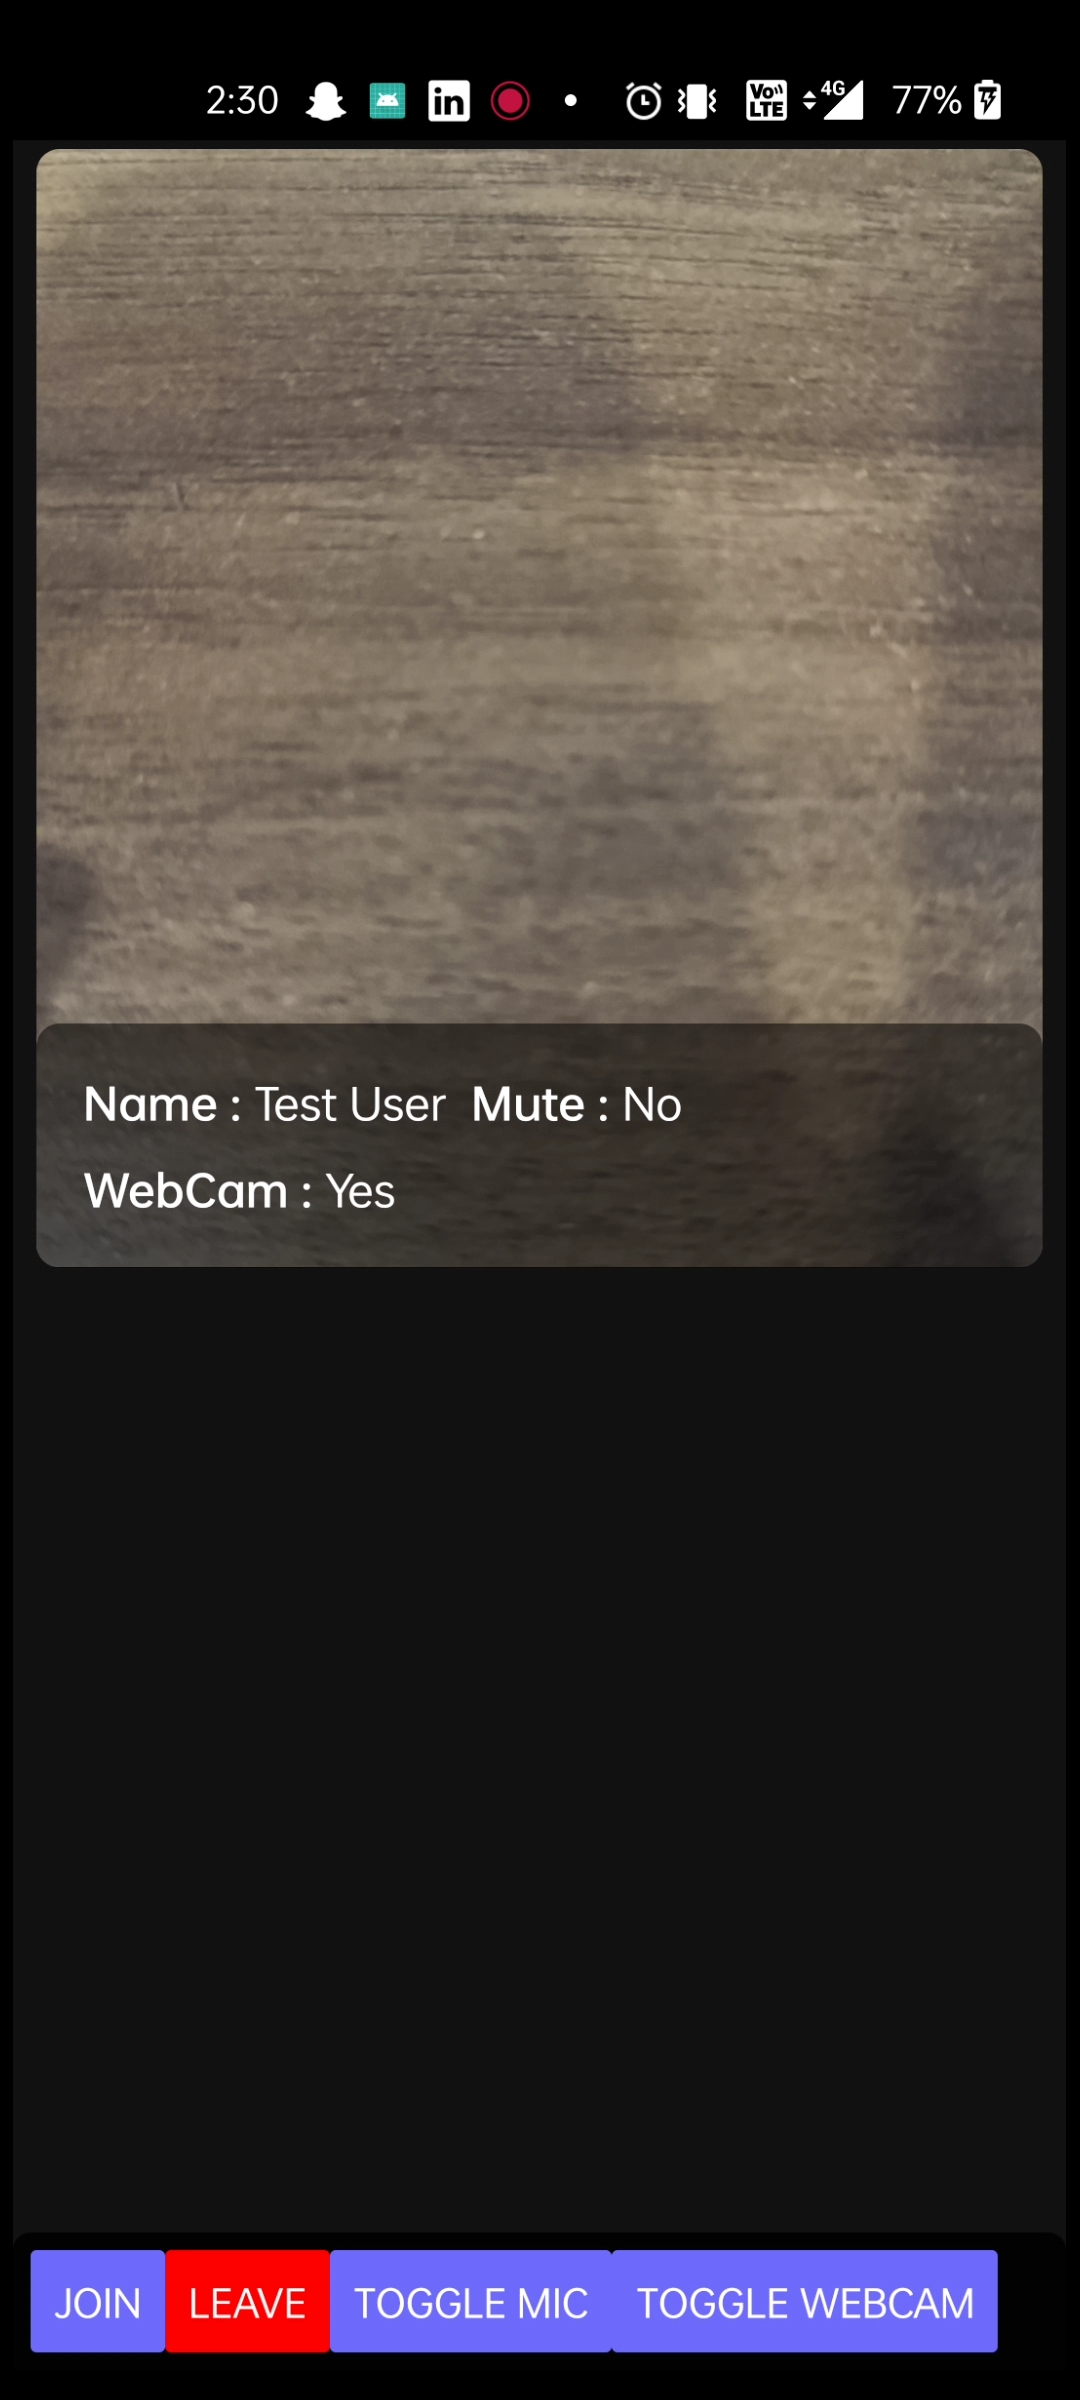 2:30 in Vo)) LTE 4G 77%
Name : Test User Mute : No
WebCam : Yes
JOIN LEAVE TOGGLE MIC TOGGLE WEBCAM